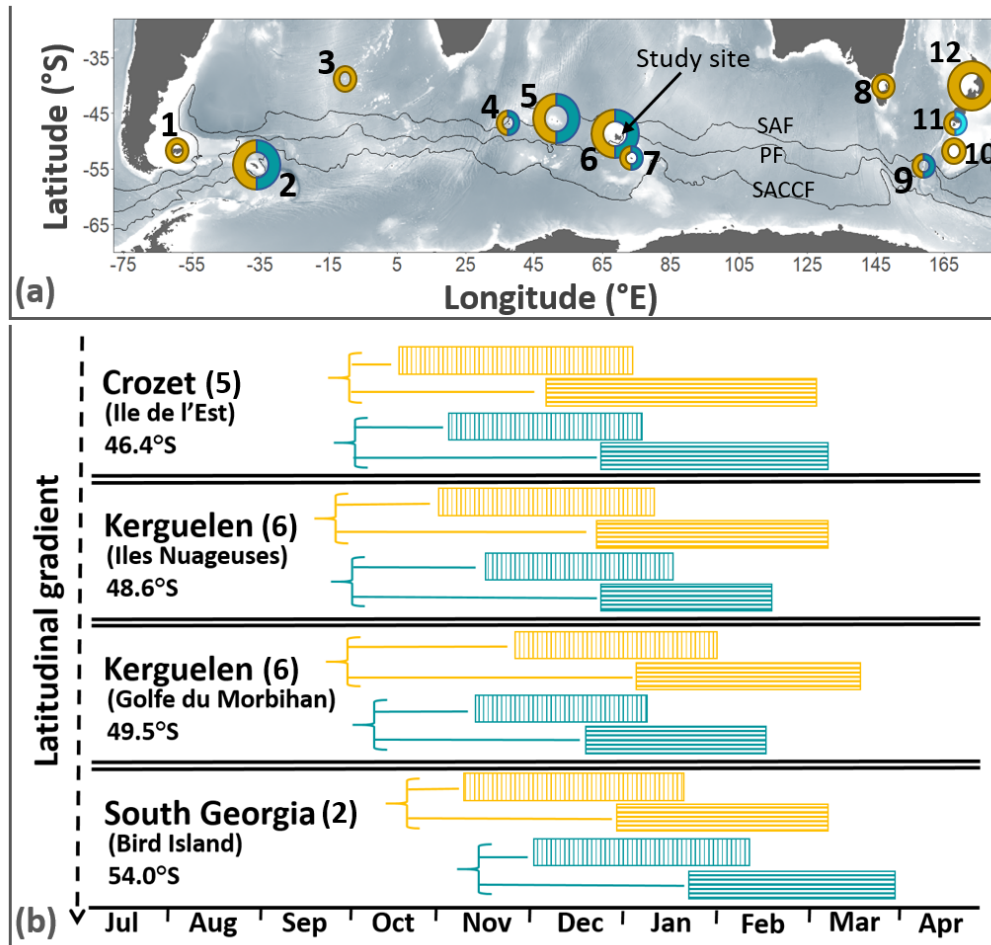 Latitude (°S)
-35
-45
-55
-65
1
2
3
4
5
6
7
8
9
10
11
12
Study site
SAF
PF
SACCF
-75
-55
-35
-15
5
25
45
65
85
105
125
145
165
(a)
Longitude (°E)
Latitudinal gradient
Crozet (5)
(Ile de l'Est)
46.4°S
Kerguelen (6)
(Iles Nuageuses)
48.6°S
Kerguelen (6)
(Golfe du Morbihan)
49.5°S
South Georgia (2)
(Bird Island)
54.0°S
(b)
Jul Aug Sep Oct Nov Dec Jan Feb Mar Apr